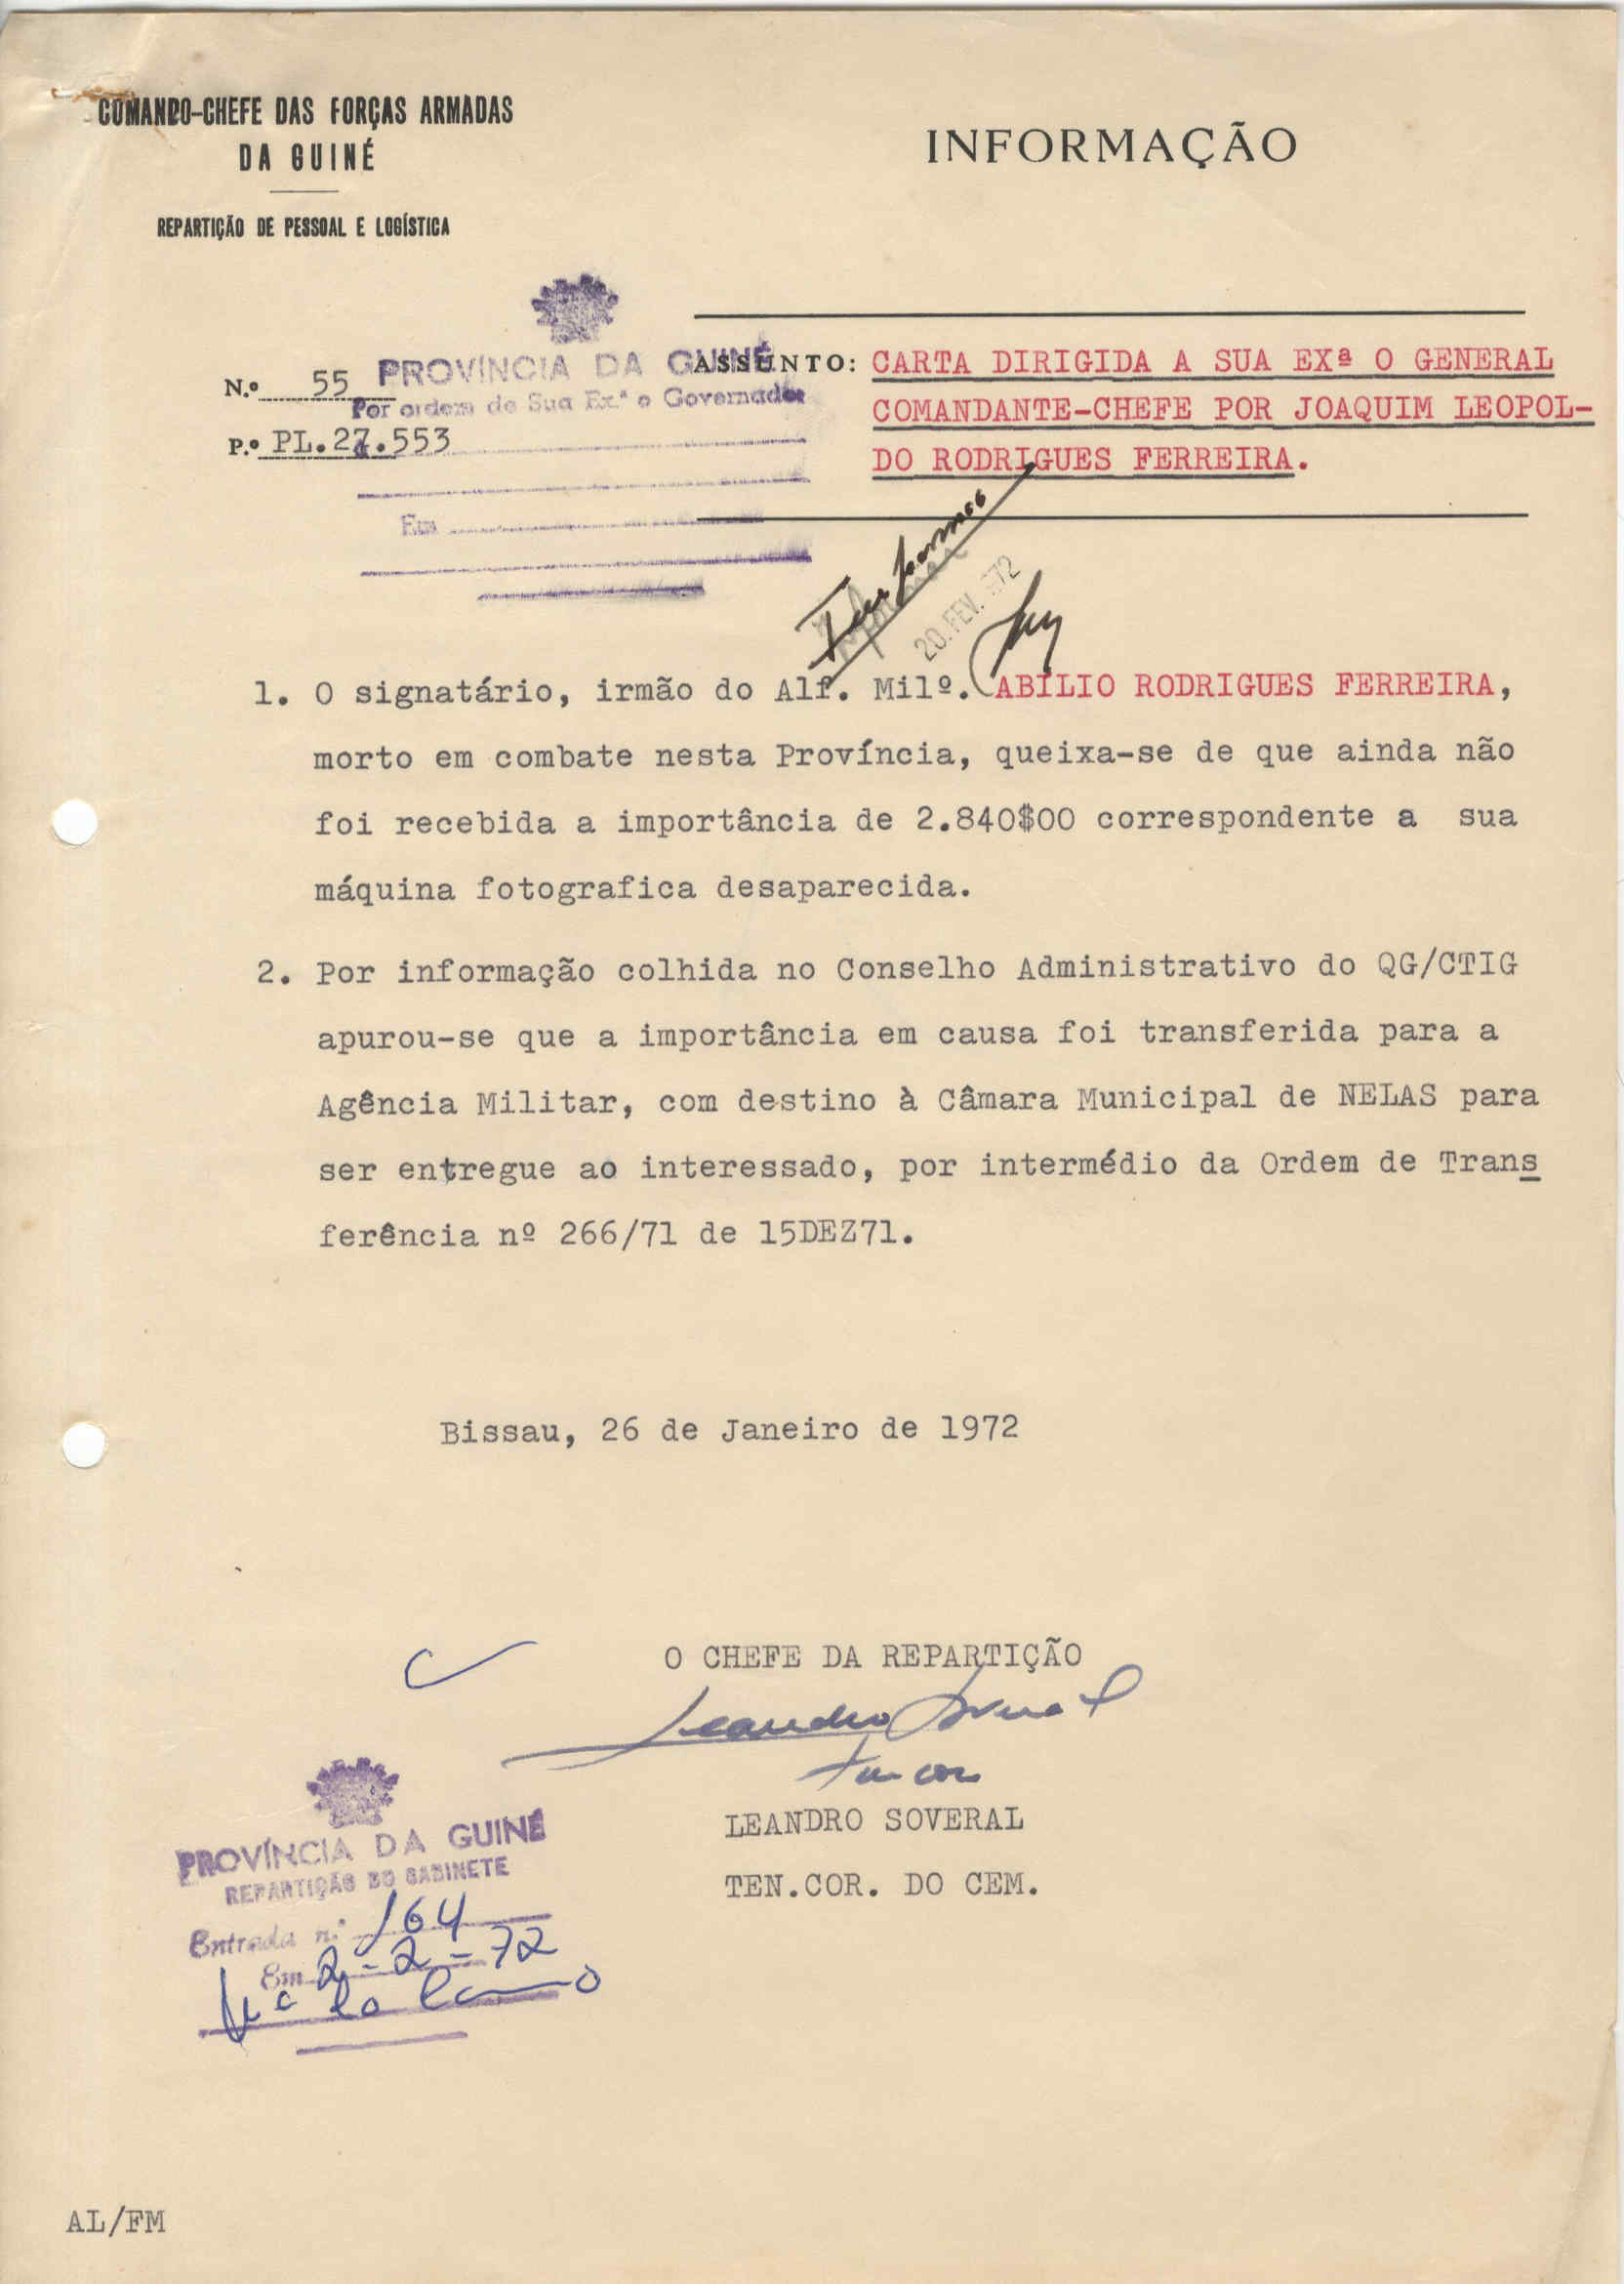 COMANDO-CHEFE DAS FORÇAS ARMADAS
DA GUINÉ
REPARTIÇÃO DE PESSOAL E LOGÍSTICA
INFORMAÇÃO
PROVÍNCIA DA GUINÉ
Por ordem de Sua Ex.ª o Governador
Em
N.º 55
P.º PL.27.553
ASSUNTO: CARTA DIRIGIDA A SUA EXª O GENERAL
COMANDANTE-CHEFE POR JOAQUIM LEOPOL-
DO RODRIGUES FERREIRA.
20. FEV. 1972
1. O signatário, irmão do Alf. Milº. ABÍLIO RODRIGUES FERREIRA,
morto em combate nesta Província, queixa-se de que ainda não
foi recebida a importância de 2.840$00 correspondente a sua
máquina fotografica desaparecida.
2. Por informação colhida no Conselho Administrativo do QG/CTIG
apurou-se que a importância em causa foi transferida para a
Agência Militar, com destino à Câmara Municipal de NELAS para
ser entregue ao interessado, por intermédio da Ordem de Trans
ferência nº 266/71 de 15DEZ71.
Bissau, 26 de Janeiro de 1972
O CHEFE DA REPARTIÇÃO
Leandro Soveral
LEANDRO SOVERAL
TEN.COR. DO CEM.
PROVÍNCIA DA GUINÉ
REPARTIÇÃO DO GABINETE
Entrada n.º 164
Em 2-2-72
AL/FM